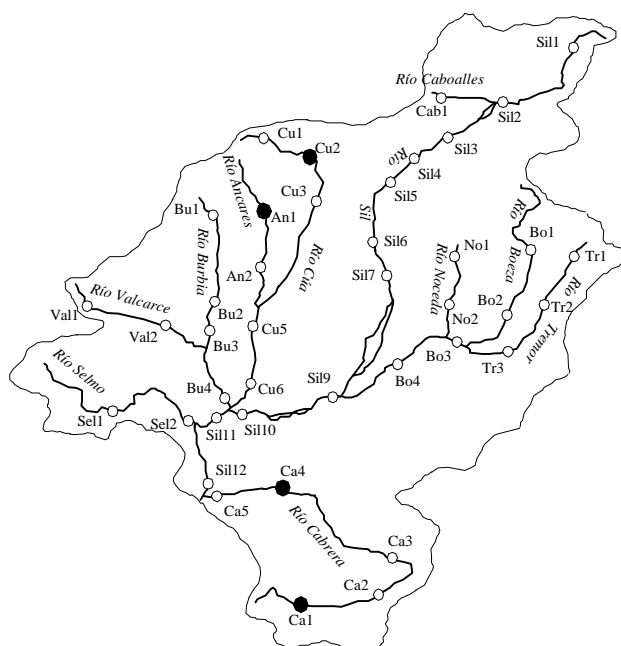 Sil1
Río Caboalles
Cab1
Sil2
Cu1
Cu2
Sil3
Río
Sil4
Río Ancares
Cu3
Sil5
Río
Bu1
An1
Sil
Bo1
Río Burbia
Río Cúa
Sil6
No1
Boeza
Tr1
An2
Sil7
Río Noceda
Río Valcarce
Río
Val1
Bu2
Bo2
Tr2
Val2
Bu3
Cu5
No2
Tremor
Bo3
Río Selmo
Tr3
Bu4
Cu6
Sil9
Bo4
Sel1
Sel2
Sil11
Sil10
Sil12
Ca4
Ca5
Río Cabrera
Ca3
Ca2
Ca1